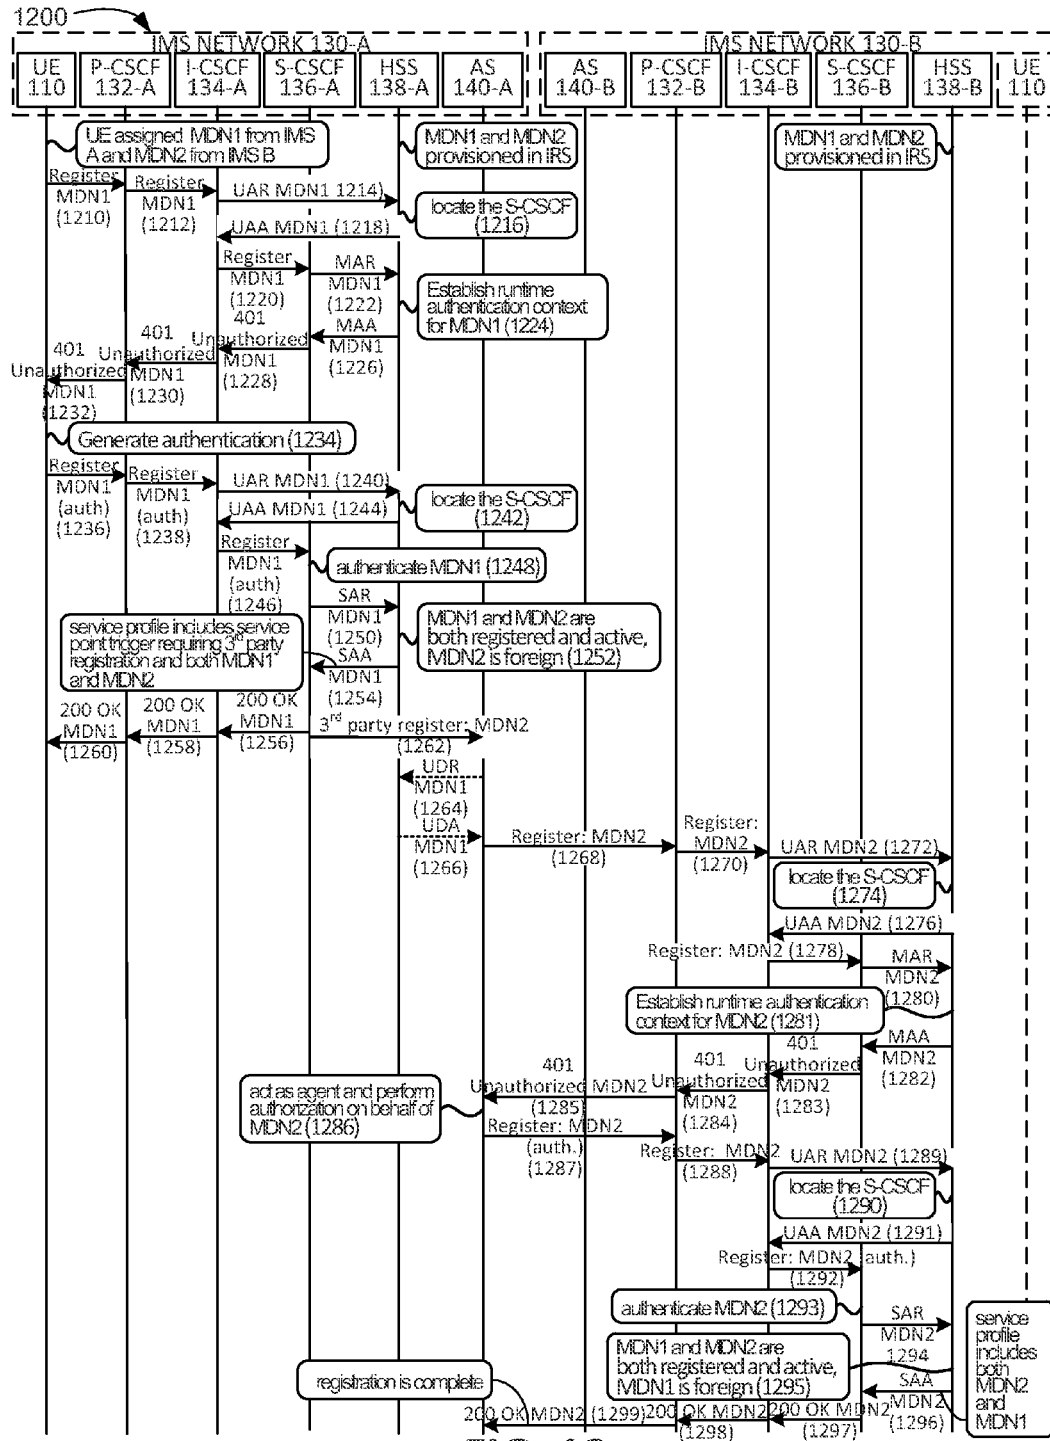 1200
IMS NETWORK 130-A
IMS NETWORK 130-B
UE
110
P-CSCF
132-A
I-CSCF
134-A
S-CSCF
136-A
HSS
138-A
AS
140-A
AS
140-B
P-CSCF
132-B
I-CSCF
134-B
S-CSCF
136-B
HSS
138-B
UE
110
UE assigned MDN1 from IMS
A and MDN2 from IMS B
MDN1 and MDN2
provisioned in IRS
MDN1 and MDN2
provisioned in IRS
Register
MDN1
(1210)
Register
MDN1
(1212)
UAR MDN1 1214)
locate the S-CSCF
(1216)
UAA MDN1 (1218)
Register
MDN1
(1220)
MAR
MDN1
(1222)
Establish runtime
authentication context
for MDN1 (1224)
MAA
MDN1
(1226)
401
Unauthorized
MDN1
(1228)
401
Unauthorized
MDN1
(1230)
401
Unauthorized
MDN1
(1232)
Generate authentication (1234)
Register
MDN1
(auth)
(1236)
Register
MDN1
(auth)
(1238)
UAR MDN1 (1240)
locate the S-CSCF
(1242)
UAA MDN1 (1244)
Register
MDN1
(auth)
(1246)
authenticate MDN1 (1248)
SAR
MDN1
(1250)
MDN1 and MDN2 are
both registered and active,
MDN2 is foreign (1252)
service profile includes service
point trigger requiring 3rd party
registration and both MDN1
and MDN2
SAA
MDN1
(1254)
200 OK
MDN1
(1256)
200 OK
MDN1
(1258)
200 OK
MDN1
(1260)
3rd party register: MDN2
(1262)
UDR
MDN1
(1264)
UDA
MDN1
(1266)
Register: MDN2
(1268)
Register:
MDN2
(1270)
UAR MDN2 (1272)
locate the S-CSCF
(1274)
UAA MDN2 (1276)
Register: MDN2 (1278)
MAR
MDN2
(1280)
Establish runtime authentication
context for MDN2 (1281)
MAA
MDN2
(1282)
401
Unauthorized
MDN2
(1283)
401
Unauthorized
MDN2
(1284)
401
Unauthorized MDN2
(1285)
act as agent and perform
authorization on behalf of
MDN2 (1286)
Register: MDN2
(auth.)
(1287)
Register: MDN2
(1288)
UAR MDN2 (1289)
locate the S-CSCF
(1290)
UAA MDN2 (1291)
Register: MDN2 (auth.)
(1292)
authenticate MDN2 (1293)
SAR
MDN2
1294
MDN1 and MDN2 are
both registered and active,
MDN1 is foreign (1295)
service
profile
includes
both
MDN2
and
MDN1
SAA
MDN2
(1296)
200 OK MDN2
(1297)
200 OK MDN2
(1298)
200 OK MDN2 (1299)
registration is complete